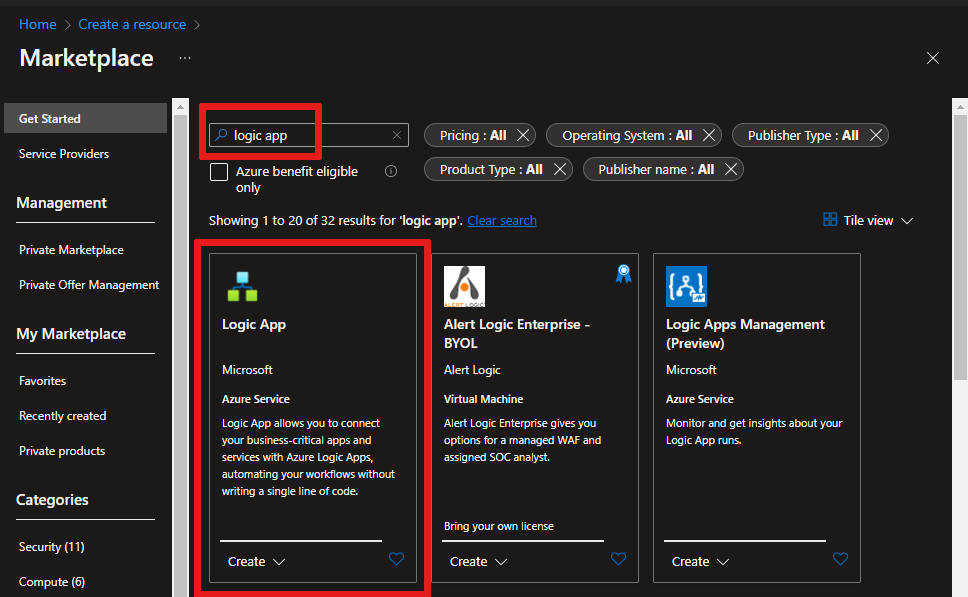 Home > Create a resource >
Marketplace ...
Get Started
Service Providers
Management
Private Marketplace
Private Offer Management
My Marketplace
Favorites
Recently created
Private products
Categories
Security (11)
Compute (6)
logic app
Pricing : All
Operating System : All
Publisher Type : All
Azure benefit eligible
only
Product Type : All
Publisher name : All
Showing 1 to 20 of 32 results for 'logic app'. Clear search
Tile view
Logic App
Microsoft
Azure Service
Logic App allows you to connect
your business-critical apps and
services with Azure Logic Apps,
automating your workflows without
writing a single line of code.
Create
ALERT LOGIC
Alert Logic Enterprise -
BYOL
Alert Logic
Virtual Machine
Alert Logic Enterprise gives you
options for a managed WAF and
assigned SOC analyst.
Bring your own license
Create
Logic Apps Management
(Preview)
Microsoft
Azure Service
Monitor and get insights about your
Logic App runs.
Create